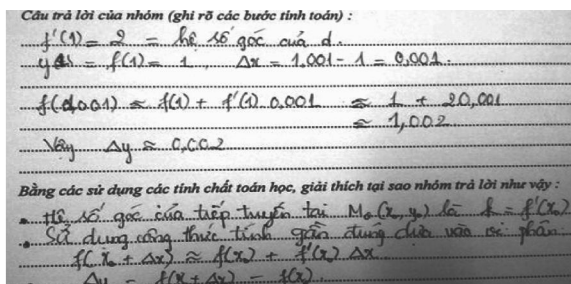 Câu trả lời của nhóm (ghi rõ các bước tính toán) :
f'(1) = 2 = hệ số góc của d.
= f(1) = 1 , Δx = 1.001 - 1 = 0,001.
f(1,001) ≈ f(1) + f'(1) 0.001 ≈ 1 + 20,001
≈ 1,002
Vậy Δy ≈ 0,002
Bằng các sử dụng các tính chất toán học, giải thích tại sao nhóm trả lời như vậy :
• Hệ số góc của tiếp tuyến tại M₀(x₀, y₀) là k = f'(x₀)
• Sử dụng công thức tính gần đúng dựa vào vi phân
f(x₀ + Δx) ≈ f(x₀) + f'(x₀) Δx
Δy = f(x + Δx) - f(x).